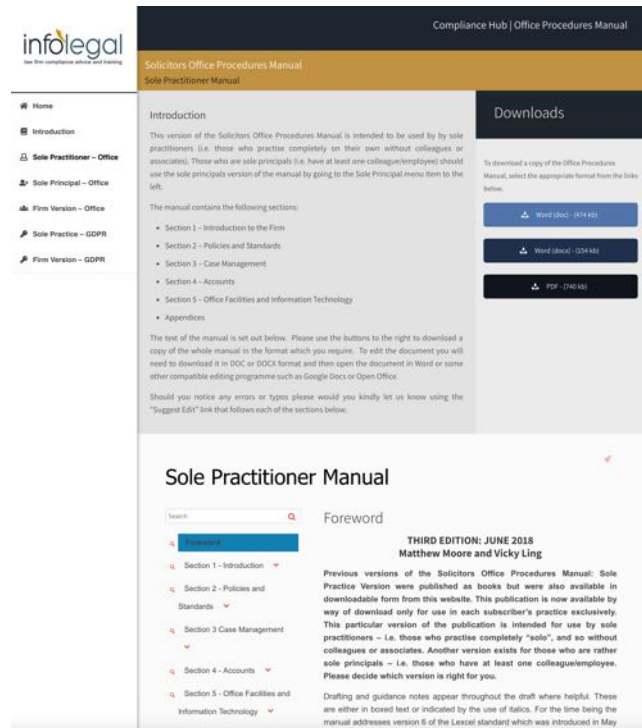 infolegal
law firm compliance advice and training
Compliance Hub | Office Procedures Manual
Solicitors Office Procedures Manual
Sole Practitioner Manual
Home
Introduction
Sole Practitioner – Office
Sole Principal – Office
Firm Version – Office
Sole Practice – GDPR
Firm Version – GDPR
Introduction
This version of the Solicitors Office Procedures Manual is intended to be used by by sole
practitioners (i.e. those who practise completely on their own without colleagues or
associates). Those who are sole principals (i.e. have at least one colleague/employee) should
use the sole principals version of the manual by going to the Sole Principal menu item to the
left.
The manual contains the following sections:
Section 1 – Introduction to the Firm
Section 2 – Policies and Standards
Section 3 – Case Management
Section 4 – Accounts
Section 5 – Office Facilities and Information Technology
Appendices
The text of the manual is set out below. Please use the buttons to the right to download a
copy of the whole manual in the format which you require. To edit the document you will
need to download it in DOC or DOCX format and then open the document in Word or some
other compatible editing programme such as Google Docs or Open Office.
Should you notice any errors or typos please would you kindly let us know using the
"Suggest Edit" link that follows each of the sections below.
Downloads
To download a copy of the Office Procedures
Manual, select the appropriate format from the links
below.
Word (doc) - (474 kb)
Word (docx) - (154 kb)
PDF - (740 kb)
Sole Practitioner Manual
Search
Foreword
Section 1 - Introduction
Section 2 - Policies and
Standards
Section 3 Case Management
Section 4 - Accounts
Section 5 - Office Facilities and
Information Technology
Foreword
THIRD EDITION: JUNE 2018
Matthew Moore and Vicky Ling
Previous versions of the Solicitors Office Procedures Manual: Sole
Practice Version were published as books but were also available in
downloadable form from this website. This publication is now available by
way of download only for use in each subscriber's practice exclusively.
This particular version of the publication is intended for use by sole
practitioners – i.e. those who practise completely "solo", and so without
colleagues or associates. Another version exists for those who are rather
sole principals – i.e. those who have at least one colleague/employee.
Please decide which version is right for you.
Drafting and guidance notes appear throughout the draft where helpful. These
are either in boxed text or indicated by the use of italics. For the time being the
manual addresses version 6 of the Lexcel standard which was introduced in May